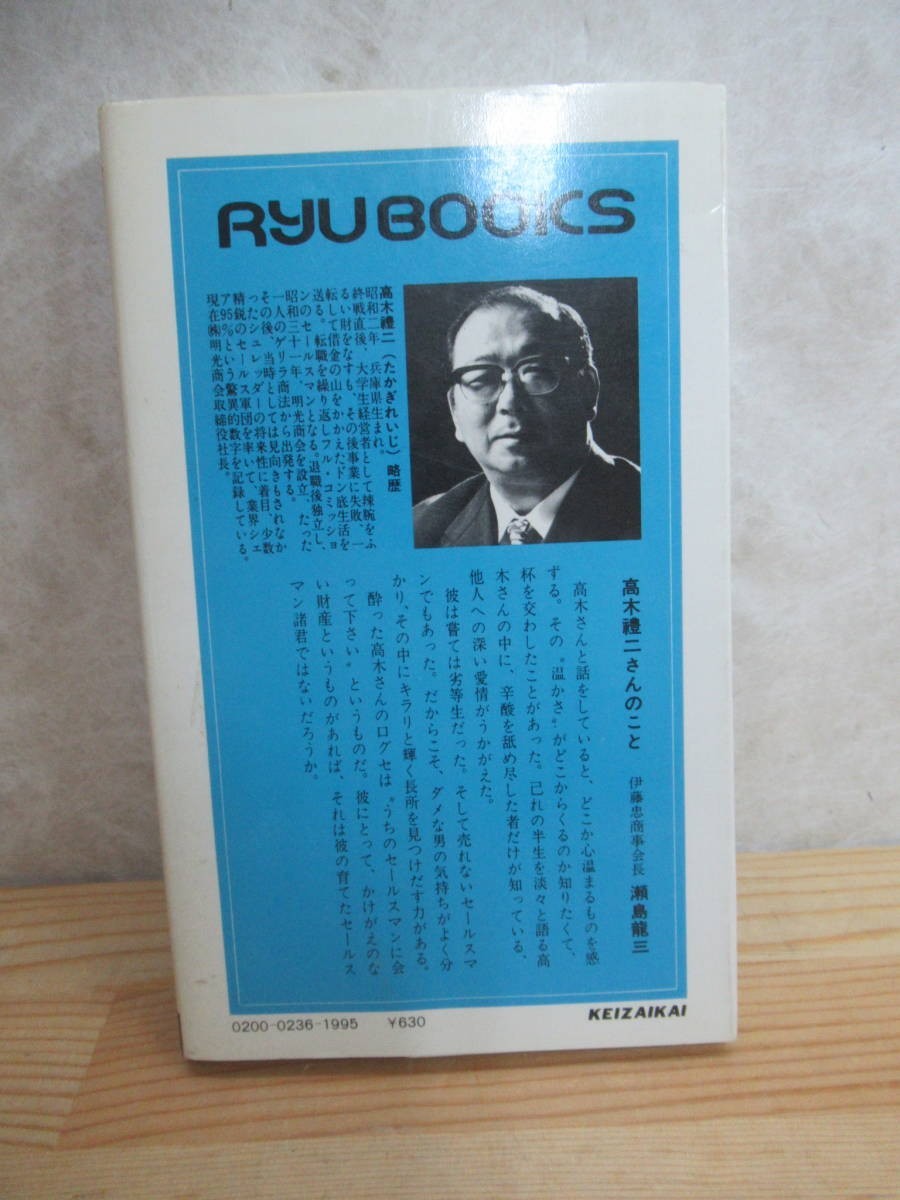 RYU BOOKS
高木禮二(たかぎれいじ)略歴
昭和二年、兵庫県生まれ。
終戦直後、大学生経営者として辣腕をふ
るい財をなすも、その後事業に失敗、一
転して借金の山をかかえたドン底生活を
送る。転職を繰り返しフル・コミッショ
ンのセールスマンとなる。退職後独立し、
昭和三十一年、明光商会を設立、たった
一人のゲリラ商法から出発する。
その後、当時としては見向きもされなか
ったシュレッダーの将来性に着目、少数
精鋭のセールス軍団を率いて、業界シェ
ア95%という驚異的数字を記録している。
現在㈱明光商会取締役社長。
高木禮二さんのこと
伊藤忠商事会長 瀬島龍三
高木さんと話をしていると、どこか心温まるものを感
ずる。その〝温かさ〟がどこからくるのか知りたくて、
杯を交わしたことがあった。己れの半生を淡々と語る高
木さんの中に、辛酸を舐め尽した者だけが知っている、
他人への深い愛情がうかがえた。
彼は嘗ては劣等生だった。そして売れないセールスマ
ンでもあった。だからこそ、ダメな男の気持ちがよく分
かり、その中にキラリと輝く長所を見つけだす力がある。
酔った高木さんの口グセは〝うちのセールスマンに会
って下さい〟というものだ。彼にとって、かけがえのな
い財産というものがあれば、それは彼の育てたセールス
マン諸君ではないだろうか。
0200-0236-1995 ¥630
KEIZAIKAI